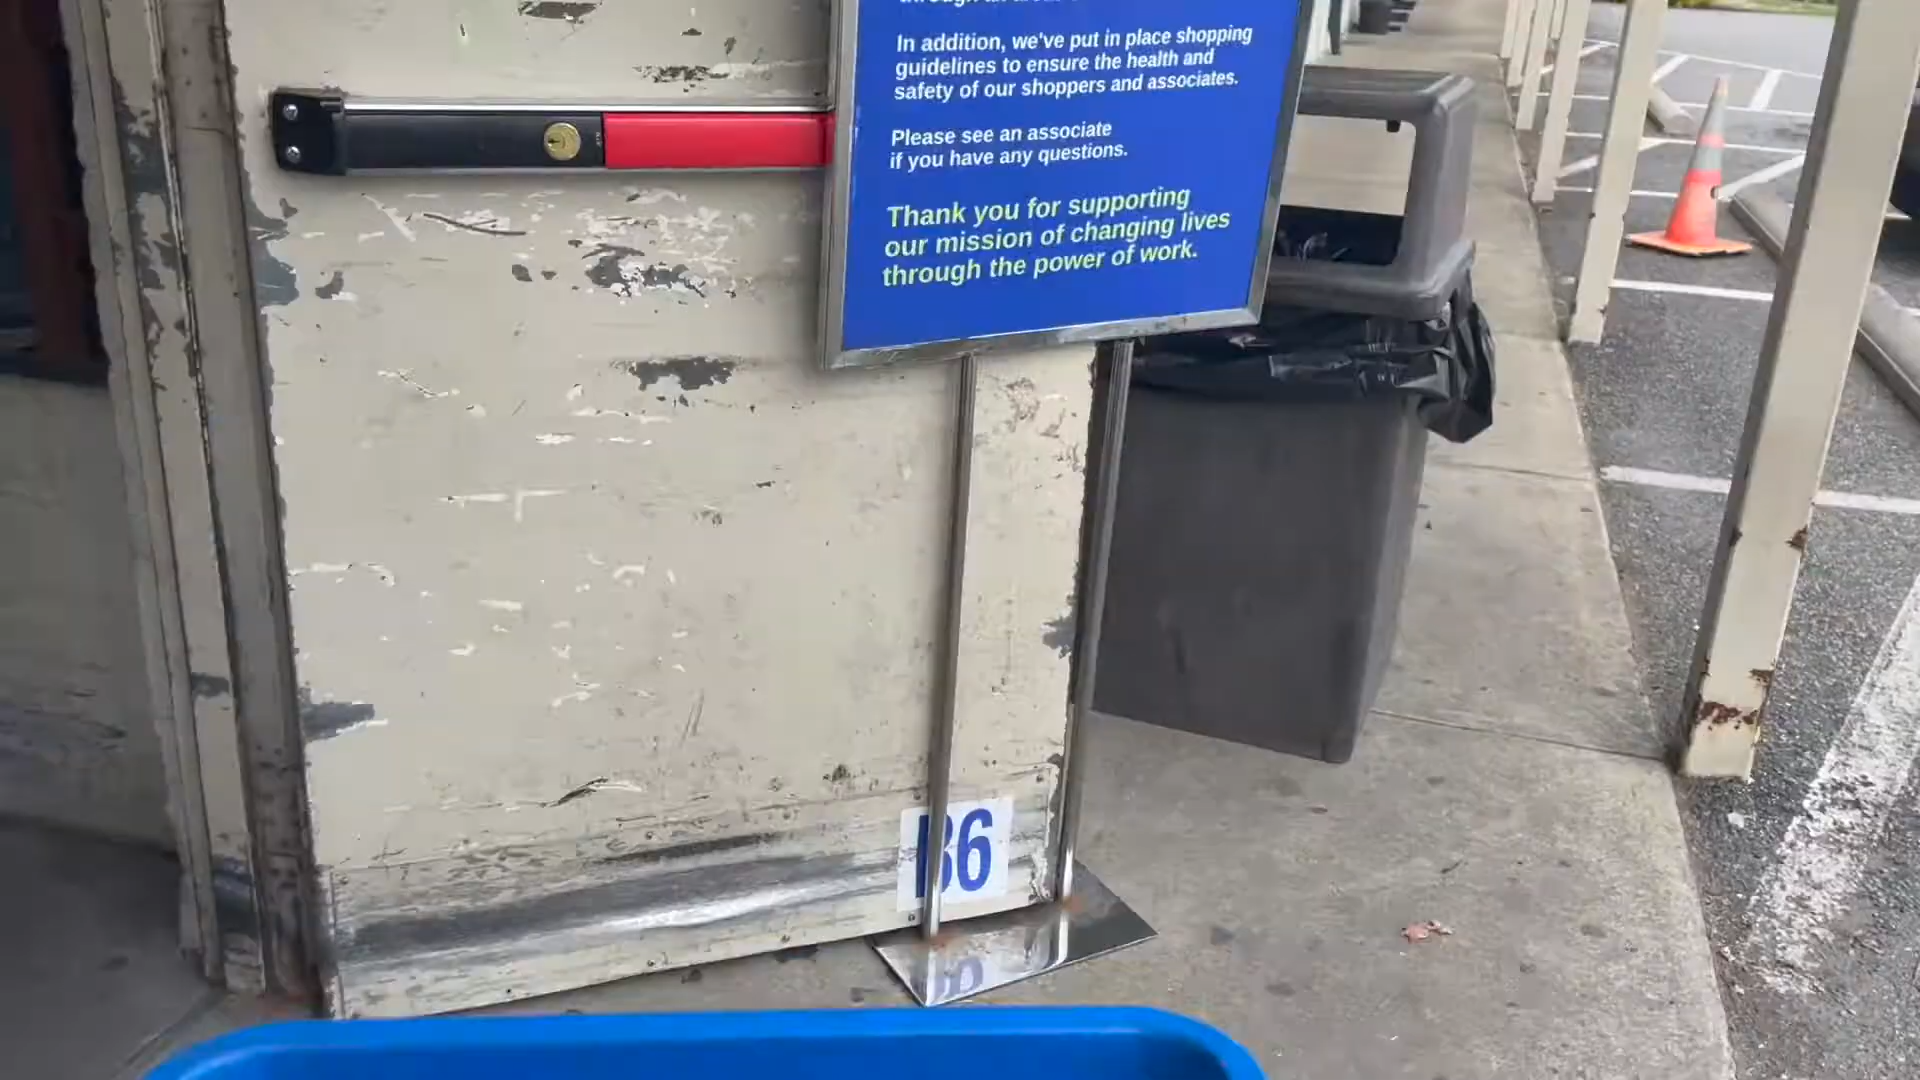 In addition, we've put in place shopping
guidelines to ensure the health and
safety of our shoppers and associates.
Please see an associate
if you have any questions.
Thank you for supporting
our mission of changing lives
through the power of work.
B6